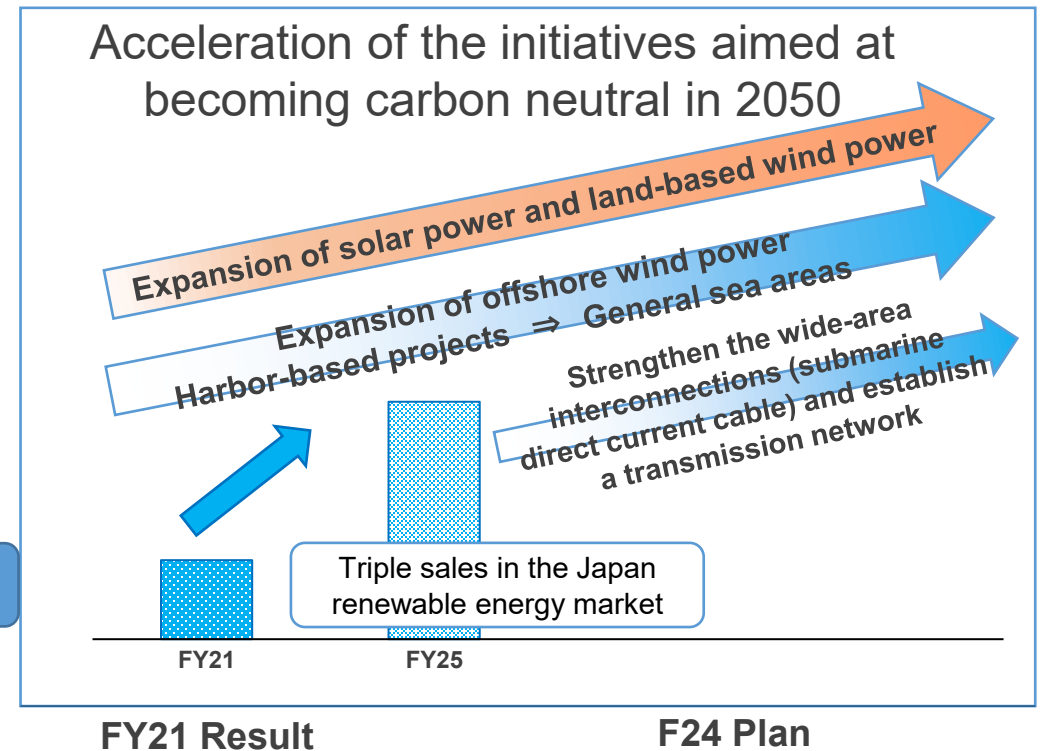 Acceleration of the initiatives aimed at
becoming carbon neutral in 2050
Expansion of solar power and land-based wind power
Expansion of offshore wind power
Harbor-based projects ⇒ General sea areas
Strengthen the wide-area
interconnections (submarine
direct current cable) and establish
a transmission network
Triple sales in the Japan
renewable energy market
FY21
FY25
FY21 Result
F24 Plan